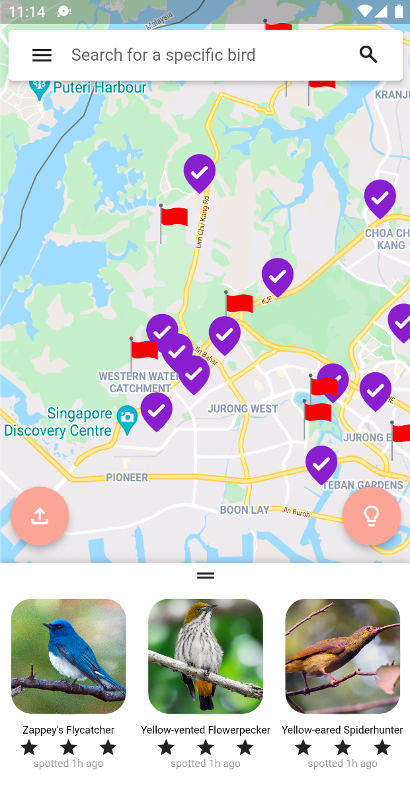 11:14
Malaysia
Search for a specific bird
Puteri Harbour
KRANJI
Lim Chu Kang Rd
CHOA CH
KANG
KJE
Jln Bahar
WESTERN WATER
CATCHMENT
JURONG WEST
Singapore
Discovery Centre
JURONG E
PIONEER
TEBAN GARDENS
BOON LAY
Jln Buroh
Zappey's Flycatcher
Yellow-vented Flowerpecker
Yellow-eared Spiderhunter
spotted 1h ago
spotted 1h ago
spotted 1h ago